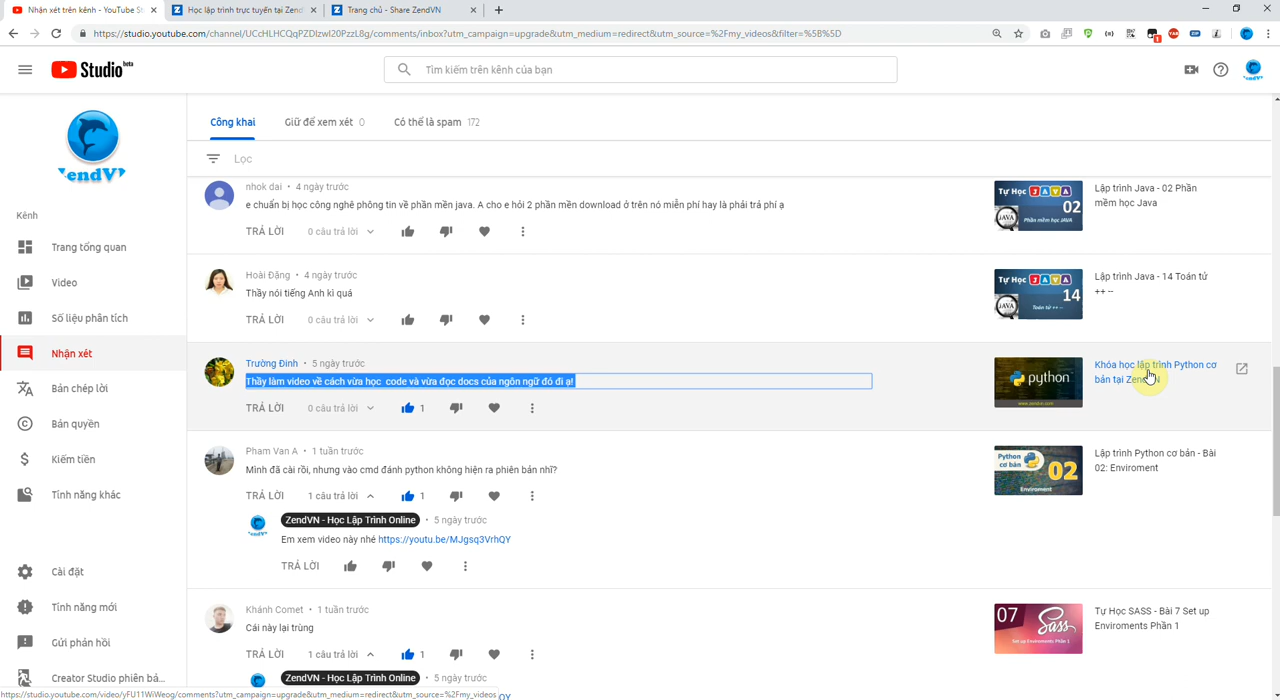 Nhận xét trên kênh - YouTube St
Học lập trình trực tuyến tại Zend
Trang chủ - Share ZendVN
https://studio.youtube.com/channel/UCcHLHCQqPZDlzwl20PzzL8g/comments/inbox?utm_campaign=upgrade&utm_medium=redirect&utm_source=%2Fmy_videos&filter=%5B%5D
Studio beta
Tìm kiếm trên kênh của bạn
Kênh
Trang tổng quan
Video
Số liệu phân tích
Nhận xét
Bản chép lời
Bản quyền
Kiếm tiền
Tính năng khác
Cài đặt
Tính năng mới
Gửi phản hồi
Creator Studio phiên bả...
Công khai
Giữ để xem xét 0
Có thể là spam 172
Lọc
nhok dai • 4 ngày trước
e chuẩn bị học công nghệ thông tin về phần mền java. A cho e hỏi 2 phần mền download ở trên nó miễn phí hay là phải trả phí ạ
TRẢ LỜI 0 câu trả lời
Tự Học JAVA
02
JAVA
Phần mềm học JAVA
Lập trình Java - 02 Phần
mềm học Java
Hoài Đặng • 4 ngày trước
Thầy nói tiếng Anh kì quá
TRẢ LỜI 0 câu trả lời
Tự Học JAVA
14
JAVA
Toán tử ++ --
Lập trình Java - 14 Toán tử
++ --
Trường Đinh • 5 ngày trước
Thầy làm video về cách vừa học code và vừa đọc docs của ngôn ngữ đó đi ạ!
TRẢ LỜI 0 câu trả lời 1
python
Khóa học lập trình Python cơ
bản tại
Pham Van A • 1 tuần trước
Mình đã cài rồi, nhưng vào cmd đánh python không hiện ra phiên bản nhỉ?
TRẢ LỜI 1 câu trả lời 1
Python
cơ bản
02
Enviroment
Lập trình Python cơ bản - Bài
02: Enviroment
ZendVN - Học Lập Trình Online • 5 ngày trước
Em xem video này nhé https://youtu.be/MJgsq3VrhQY
TRẢ LỜI
Khánh Comet • 1 tuần trước
Cái này lại trùng
TRẢ LỜI 1 câu trả lời 1
07
Sass
Set up Enviroments Phần 1
Tự Học SASS - Bài 7 Set up
Enviroments Phần 1
ZendVN - Học Lập Trình Online • 5 ngày trước
https://studio.youtube.com/video/yFU11WiWeog/comments?utm_campaign=upgrade&utm_medium=redirect&utm_source=%2Fmy_videos